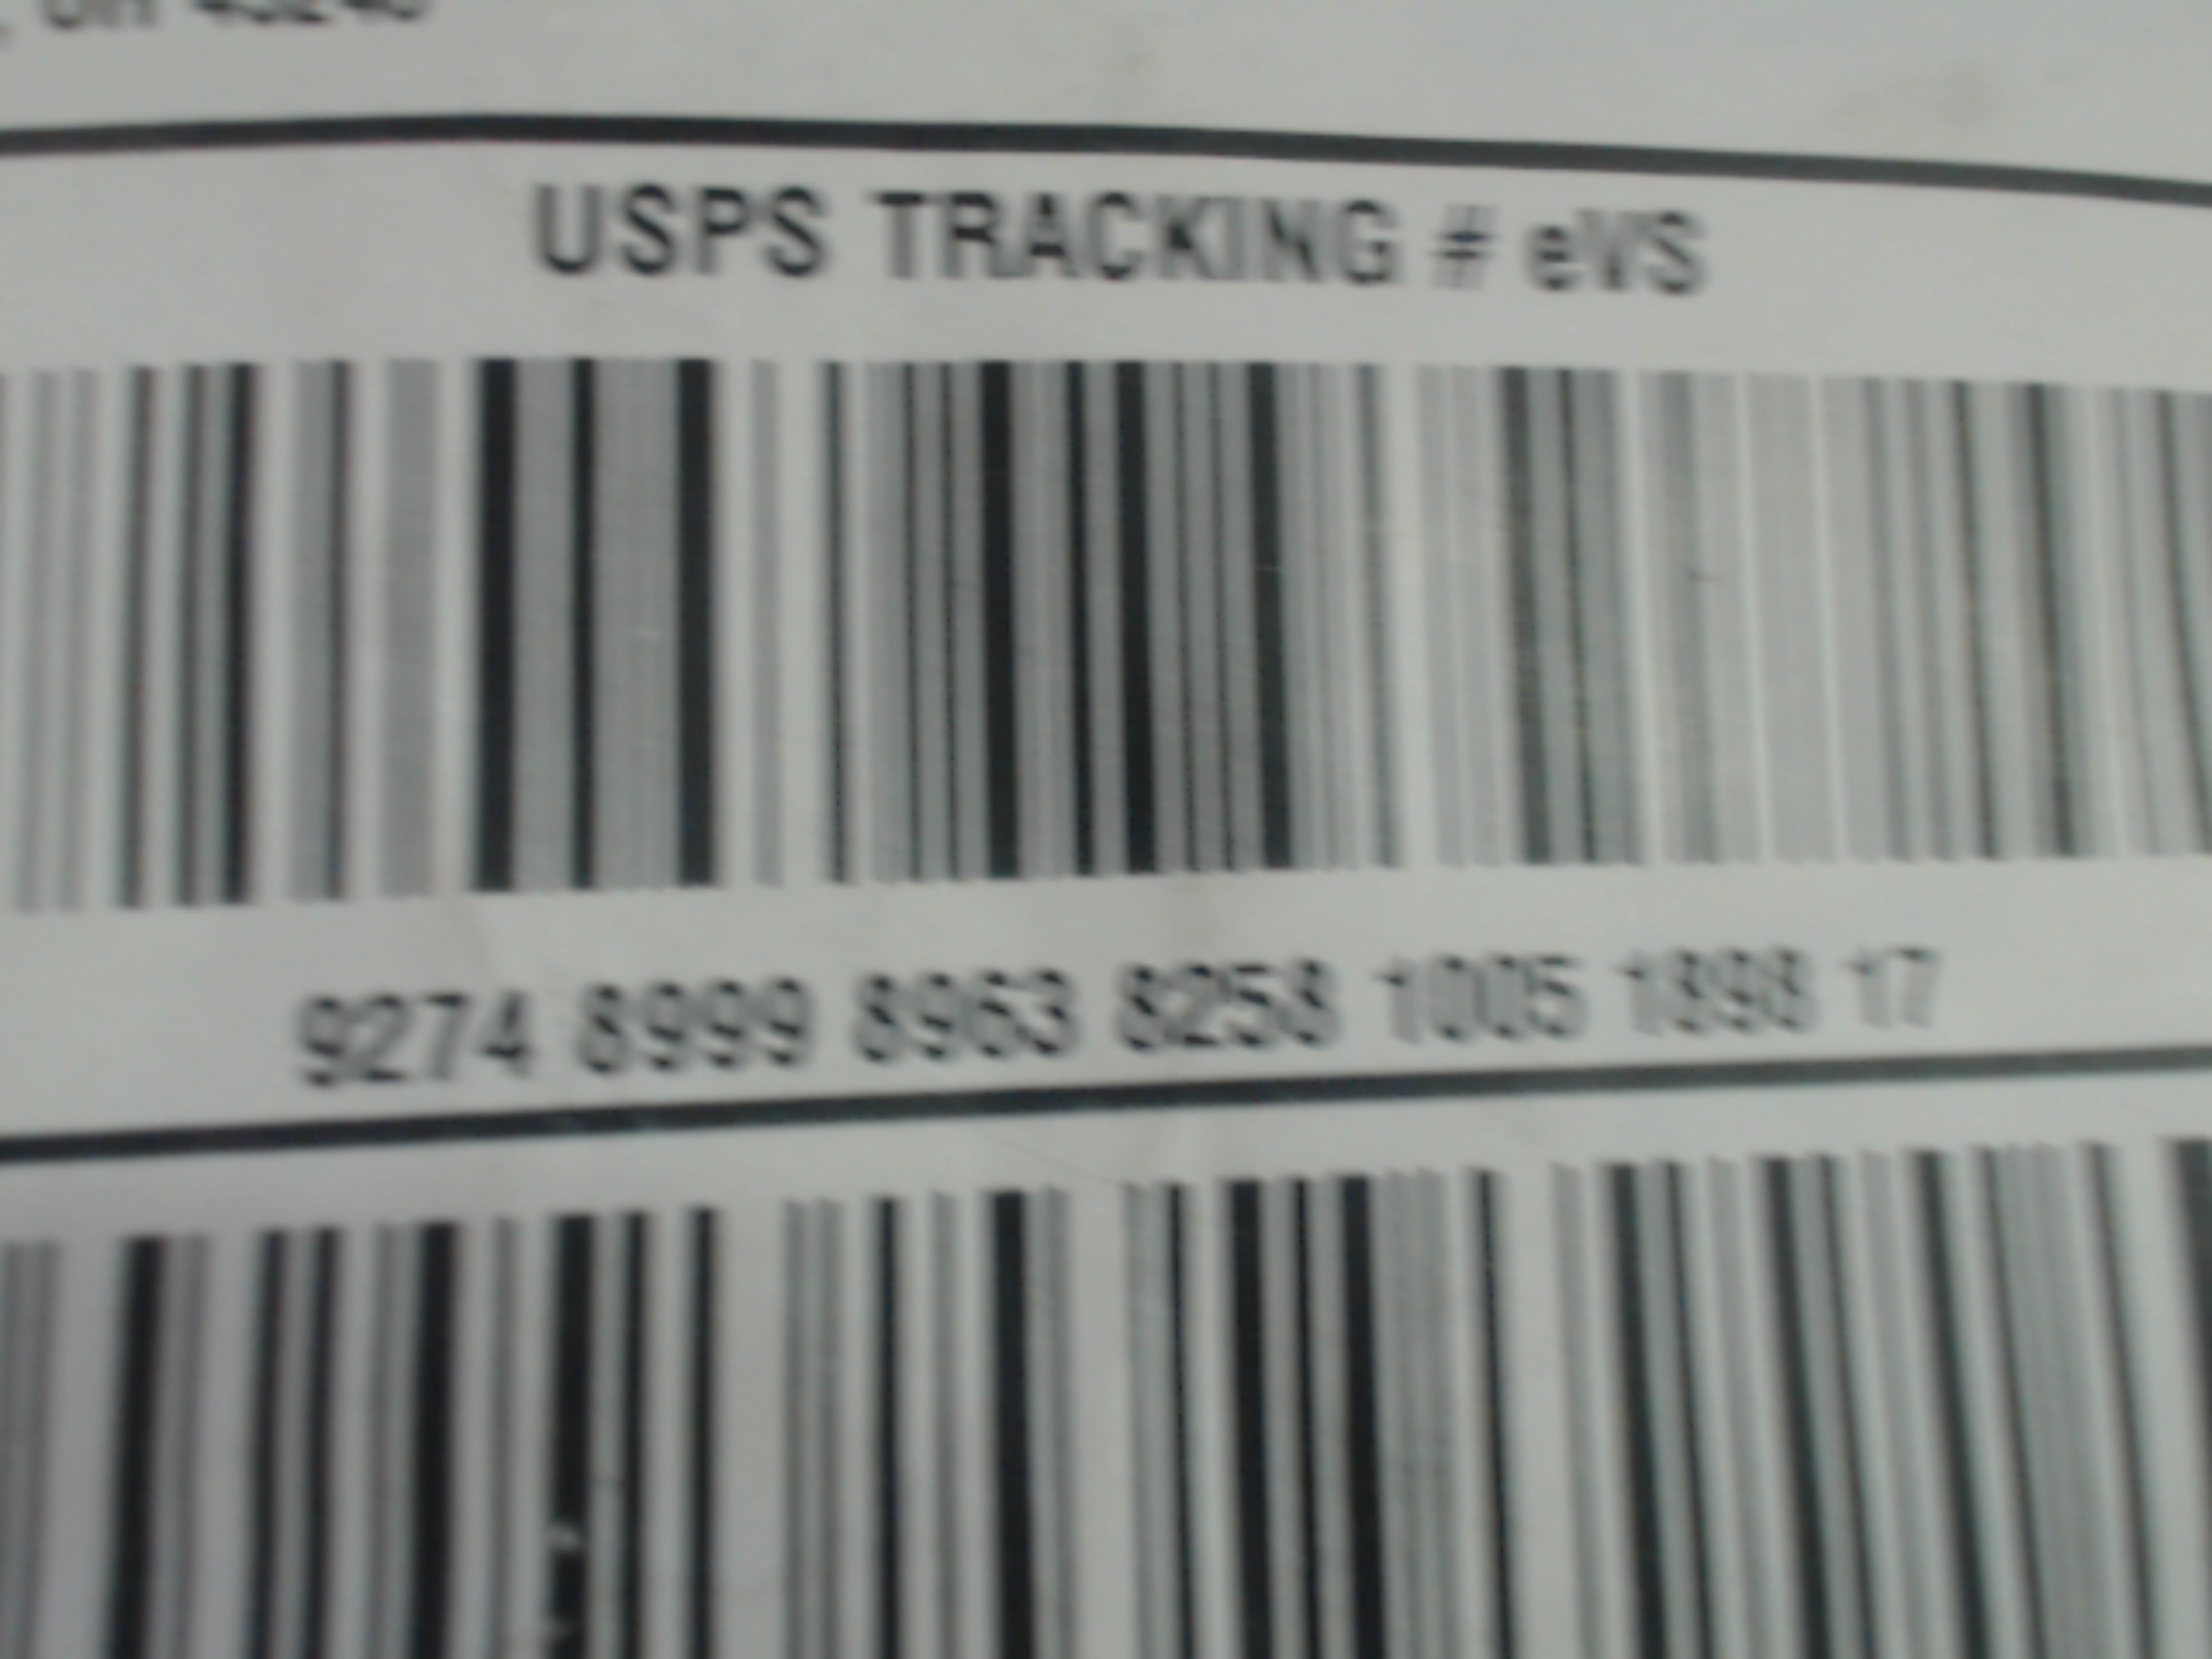 USPS TRACKING # eVS
9274 8999 8963 8258 1005 1898 17